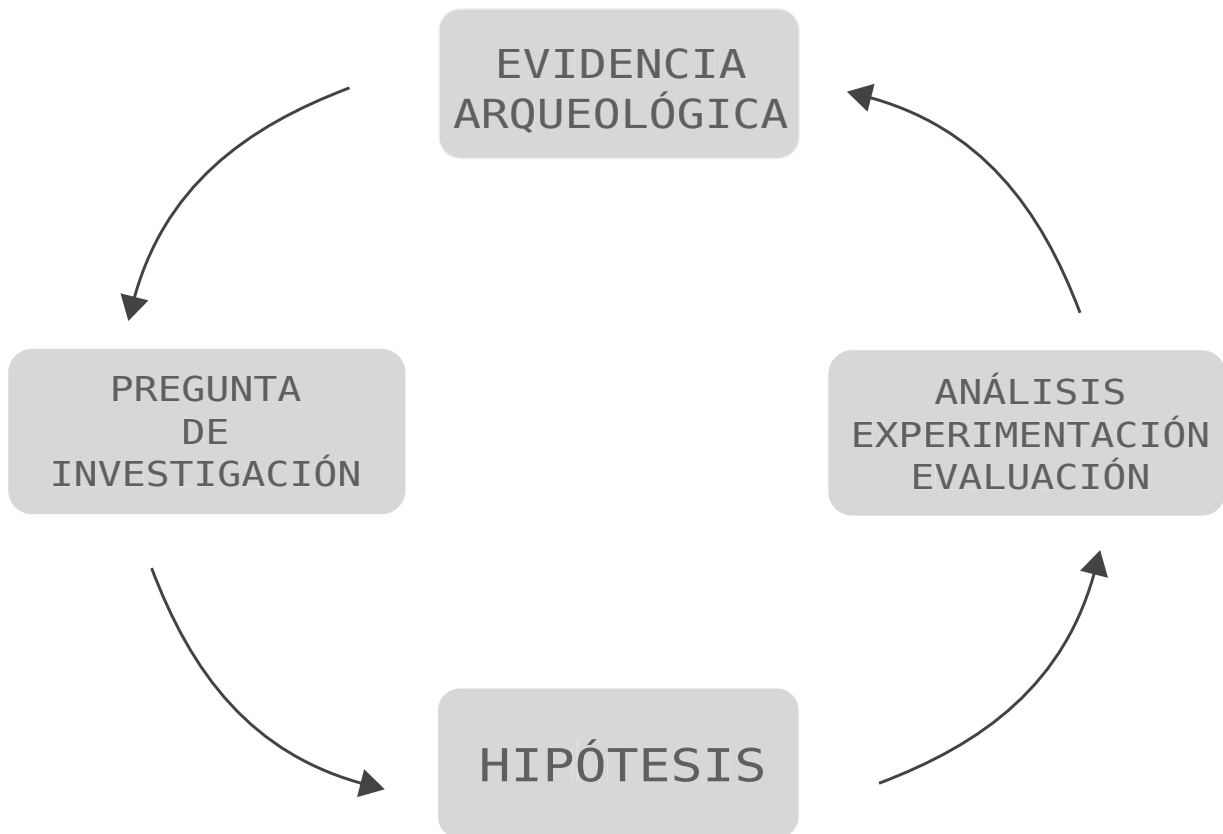 EVIDENCIA
ARQUEOLÓGICA
PREGUNTA
DE
INVESTIGACIÓN
ANÁLISIS
EXPERIMENTACIÓN
EVALUACIÓN
HIPÓTESIS